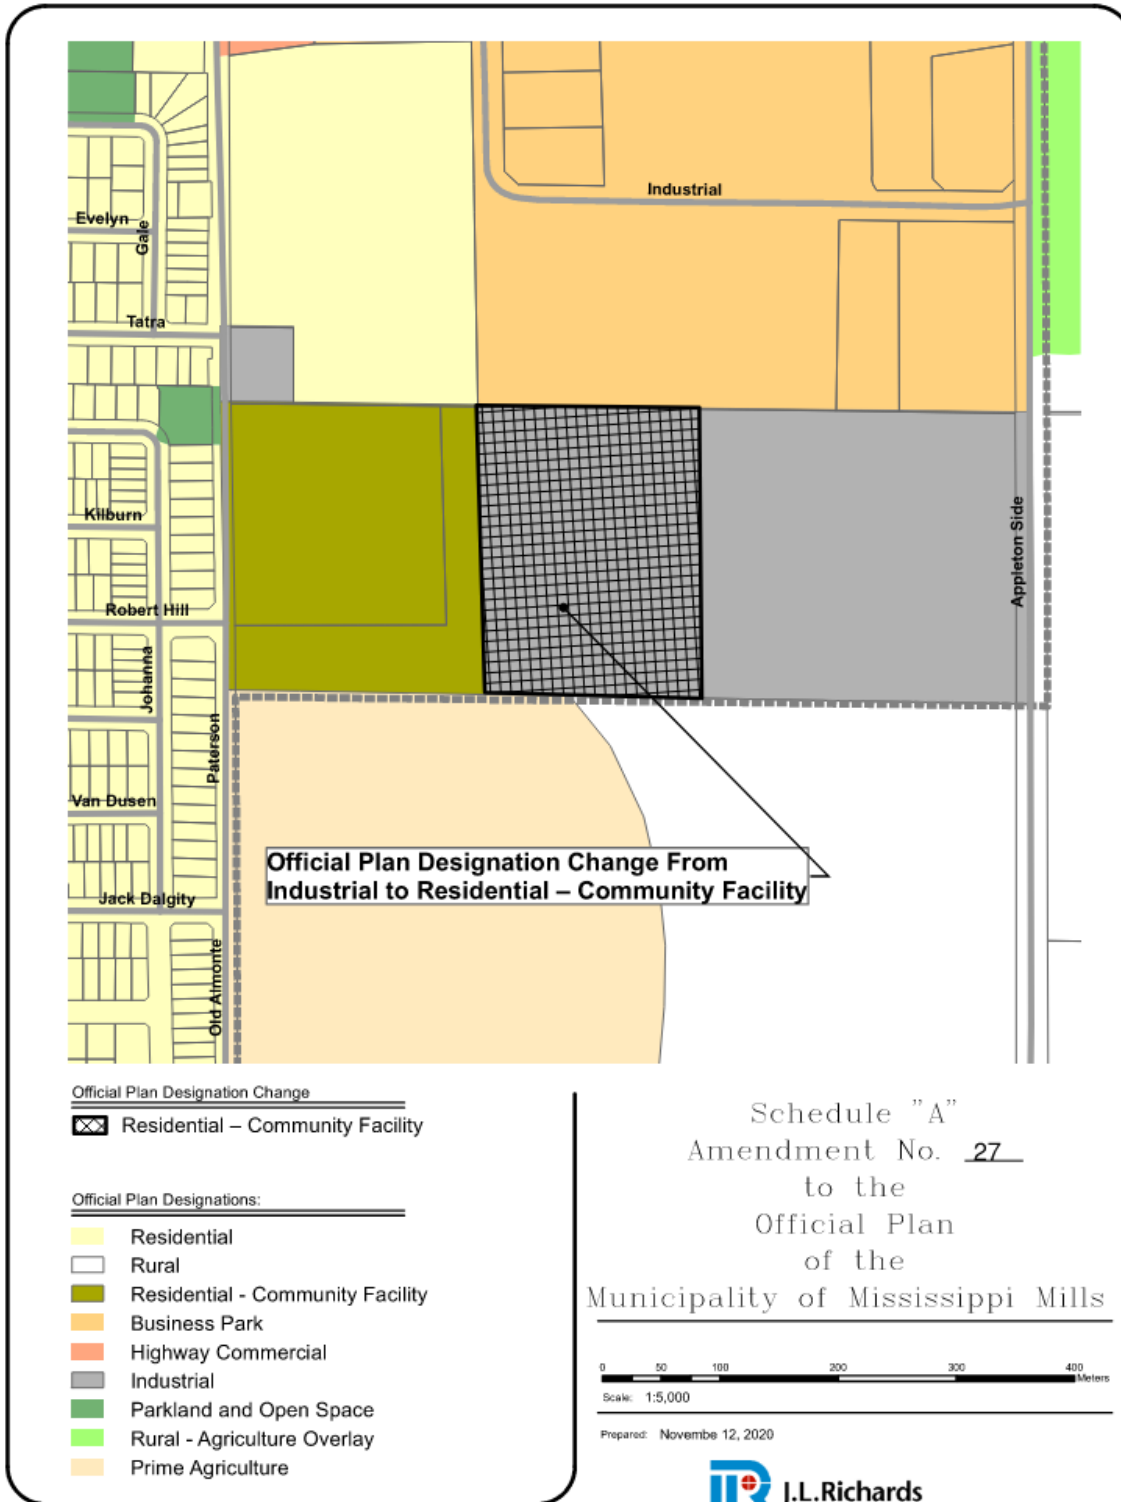 Industrial
Evelyn
Gale
Tatra
Kilburn
Appleton Side
Robert Hill
Johanna
Paterson
Van Dusen
Official Plan Designation Change From
Industrial to Residential – Community Facility
Jack Dalgity
Old Almonte
Official Plan Designation Change
Residential – Community Facility
Official Plan Designations:
Residential
Rural
Residential - Community Facility
Business Park
Highway Commercial
Industrial
Parkland and Open Space
Rural - Agriculture Overlay
Prime Agriculture
Schedule "A"
Amendment No. 27
to the
Official Plan
of the
Municipality of Mississippi Mills
0 50 100 200 300 400
Meters
Scale: 1:5,000
Prepared: Novembe 12, 2020
J.L.Richards